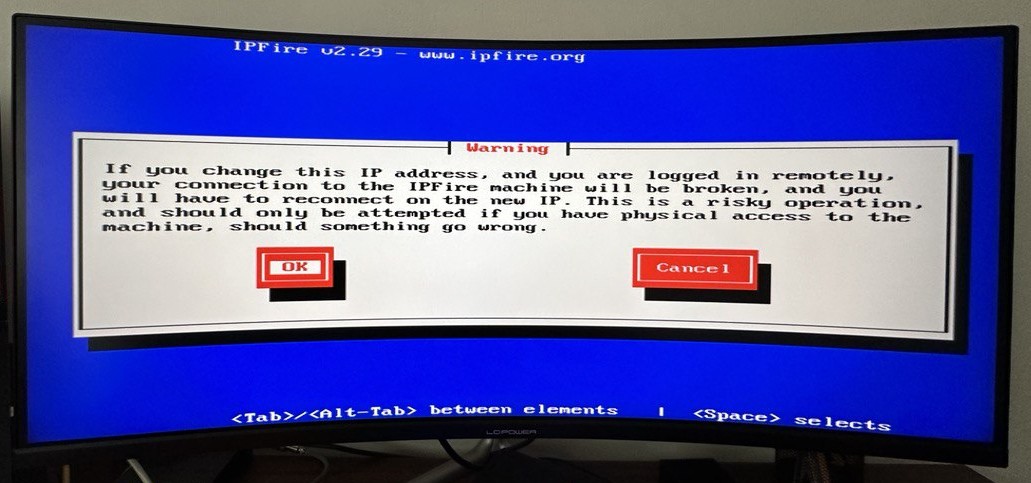 IPFire v2.29 - www.ipfire.org
Warning
If you change this IP address, and you are logged in remotely,
your connection to the IPFire machine will be broken, and you
will have to reconnect on the new IP. This is a risky operation,
and should only be attempted if you have physical access to the
machine, should something go wrong.
OK Cancel
<Tab>/<Alt-Tab> between elements | <Space> selects
LCPOWER